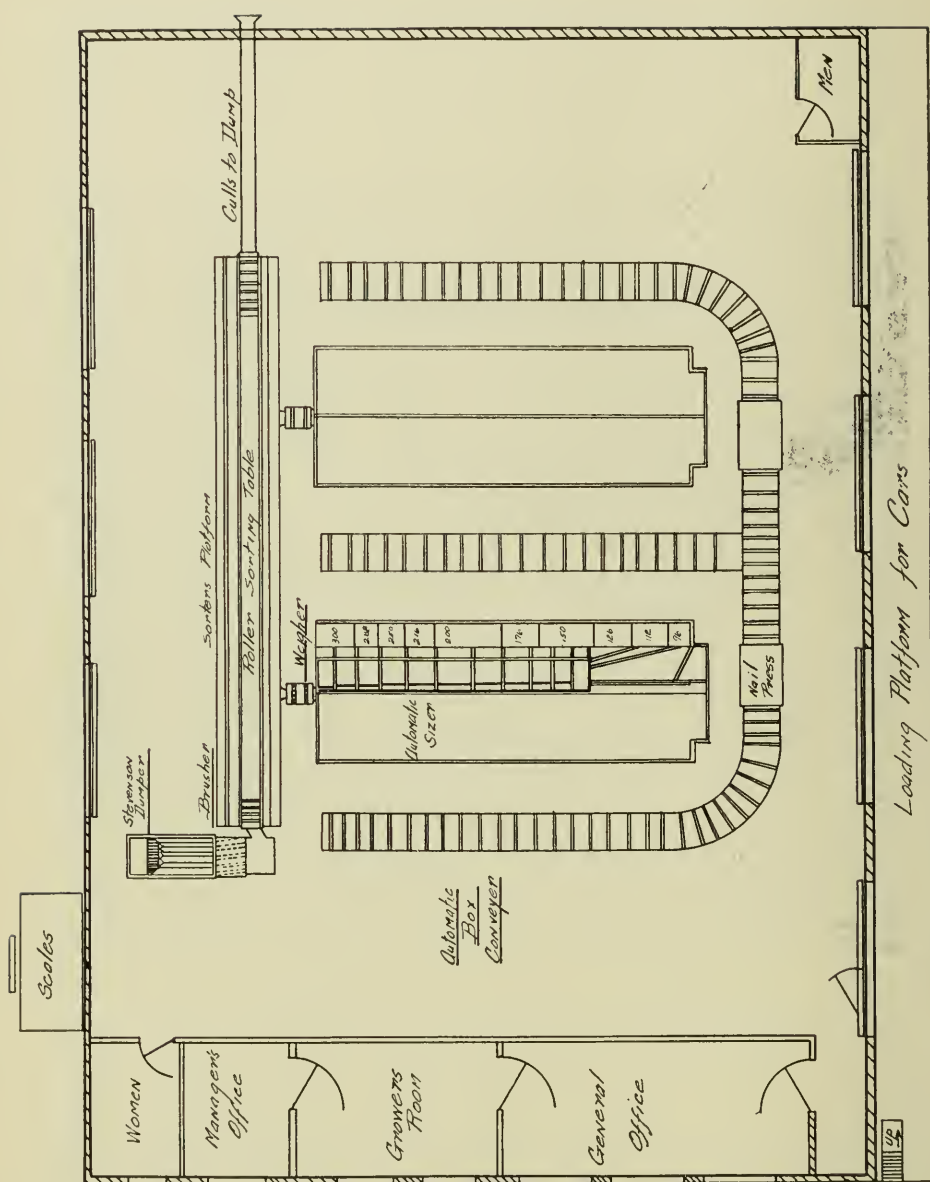 Scales
Women
Manager's
Office
Growers
Room
General
Office
UP
Stevenson
Dumper
Brusher
Sorters Platform
Roller Sorting Table
Culls to Dump
Weigher
Automatic
Sizer
300
250
216
200
176
150
126
112
96
Automatic
Box
Conveyer
Nail
Press
Men
Loading Platform for Cars